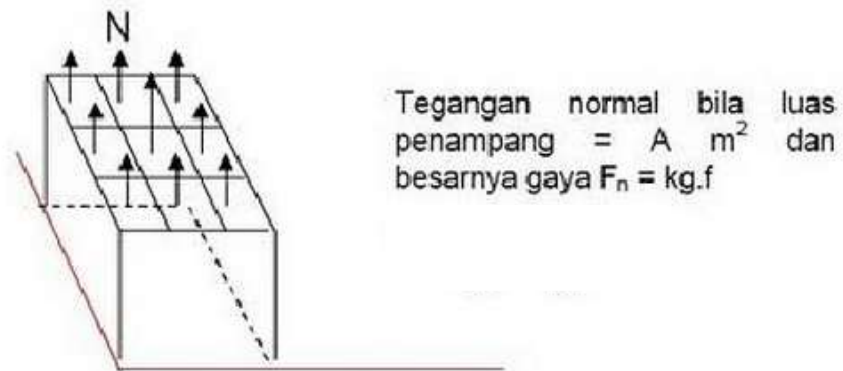 N
Tegangan normal bila luas
penampang = A m² dan
besarnya gaya Fₙ = kg.f